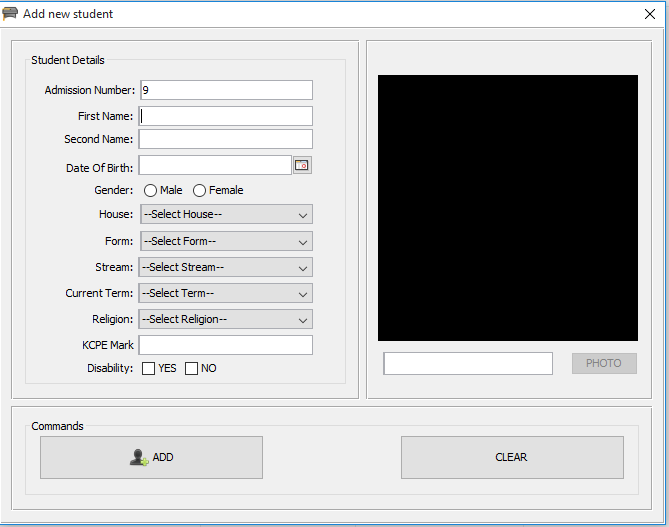 Add new student
Student Details
Admission Number: 9
First Name:
Second Name:
Date Of Birth:
Gender: Male Female
House: --Select House--
Form: --Select Form--
Stream: --Select Stream--
Current Term: --Select Term--
Religion: --Select Religion--
KCPE Mark
Disability: YES NO
PHOTO
Commands
ADD CLEAR